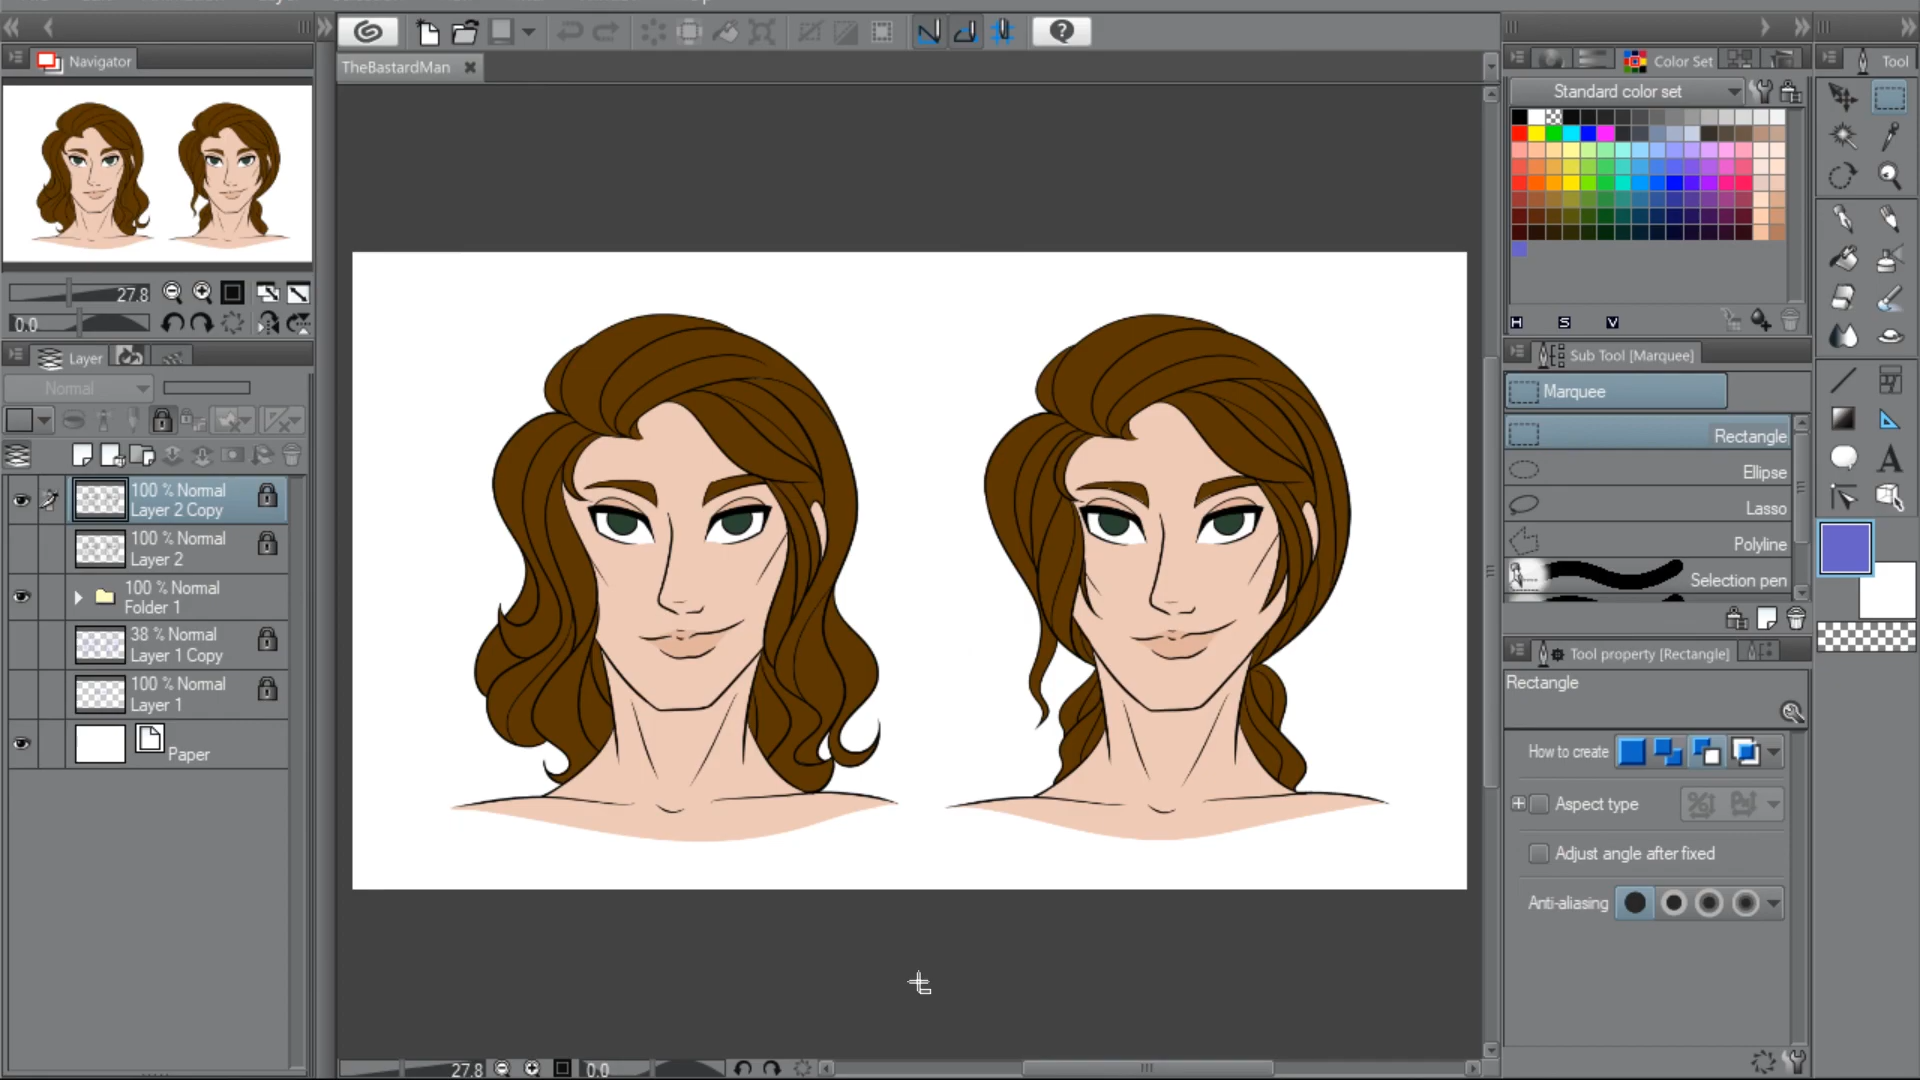 Navigator
27.8
0.0
Layer
Normal
100 % Normal
Layer 2 Copy
100 % Normal
Layer 2
100 % Normal
Folder 1
38 % Normal
Layer 1 Copy
100 % Normal
Layer 1
Paper
TheBastardMan
27.8
0.0
Color Set
Standard color set
H S V
Sub Tool [Marquee]
Marquee
Rectangle
Ellipse
Lasso
Polyline
Selection pen
Tool property [Rectangle]
Rectangle
How to create
Aspect type
Adjust angle after fixed
Anti-aliasing
Tool
A